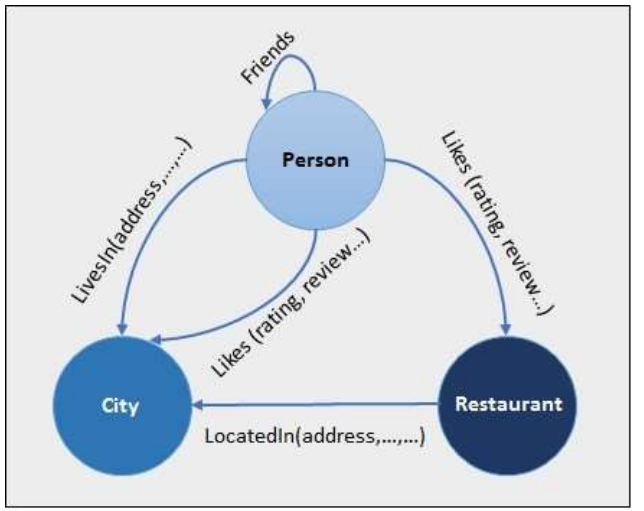 Friends
Person
LivesIn(address,...,...)
Likes (rating, review...)
Likes (rating, review...)
City
Restaurant
LocatedIn(address,...,...)